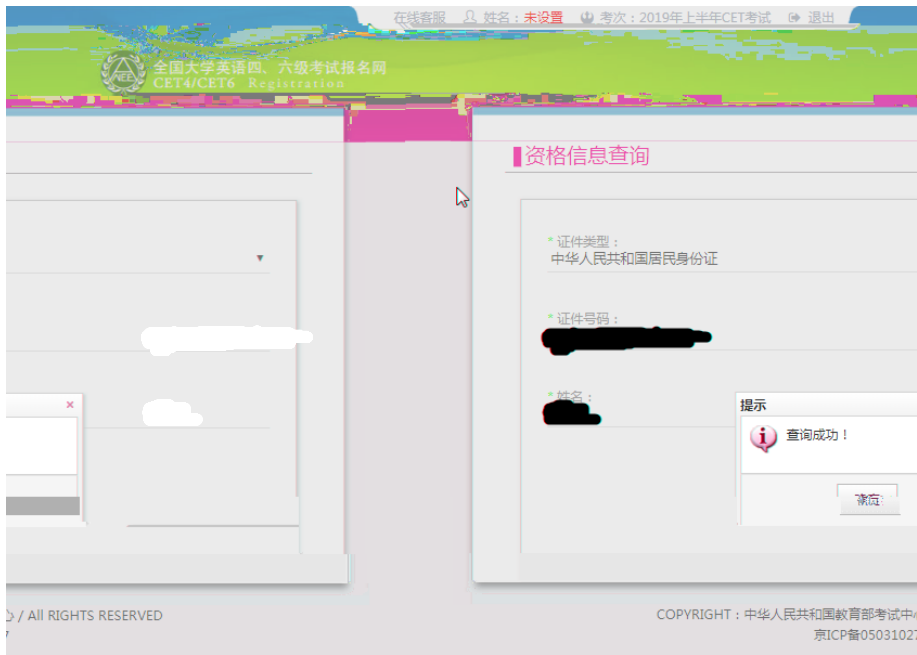 在线客服 姓名：未设置 考次：2019年上半年CET考试 退出
全国大学英语四、六级考试报名网
CET4/CET6 Registration
资格信息查询
* 证件类型：
中华人民共和国居民身份证
* 证件号码：
* 姓名：
提示
查询成功！
确定
心 / All RIGHTS RESERVED
7
COPYRIGHT：中华人民共和国教育部考试中心
京ICP备05031027